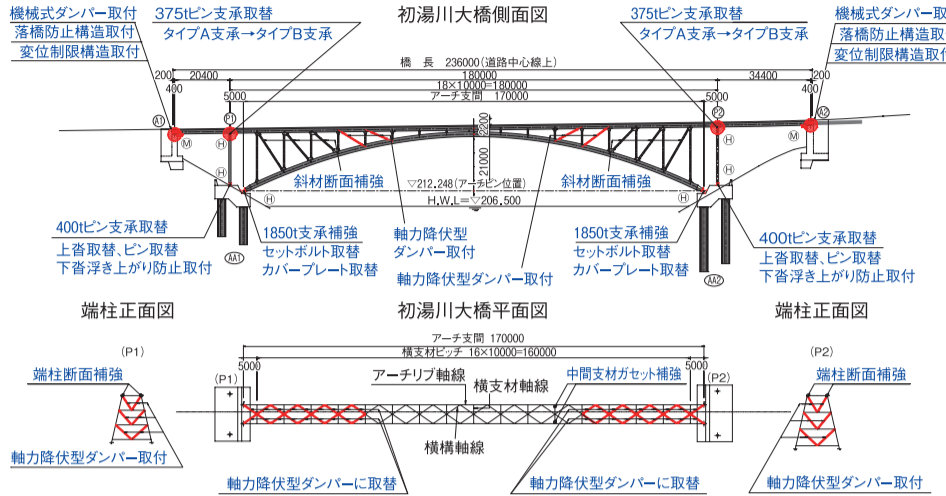 初湯川大橋側面図
機械式ダンパー取付
落橋防止構造取付
変位制限構造取付
375tピン支承取替
タイプA支承→タイプB支承
375tピン支承取替
タイプA支承→タイプB支承
機械式ダンパー取付
落橋防止構造取付
変位制限構造取付
橋 長 236000(道路中心線上)
200 20400 180000 34400 200
400 18×10000=180000 400
5000 アーチ支間 170000 5000
A1 P1 P2 A2
2200
M H H M
21000
斜材断面補強
斜材断面補強
▽212.248(アーチピン位置)
H H H H
H.W.L=▽206.500
400tピン支承取替
上沓取替、ピン取替
下沓浮き上がり防止取付
1850t支承補強
セットボルト取替
カバープレート取替
軸力降伏型
ダンパー取付
軸力降伏型ダンパー取付
1850t支承補強
セットボルト取替
カバープレート取替
400tピン支承取替
上沓取替、ピン取替
下沓浮き上がり防止取付
AA1 AA2
端柱正面図
初湯川大橋平面図
端柱正面図
アーチ支間 170000
横支材ピッチ 16×10000=160000
5000 5000
(P1)
端柱断面補強
軸力降伏型ダンパー取付
(P1)
アーチリブ軸線
横支材軸線
横構軸線
中間支材ガセット補強
(P2)
軸力降伏型ダンパーに取替
軸力降伏型ダンパーに取替
(P2)
端柱断面補強
軸力降伏型ダンパー取付